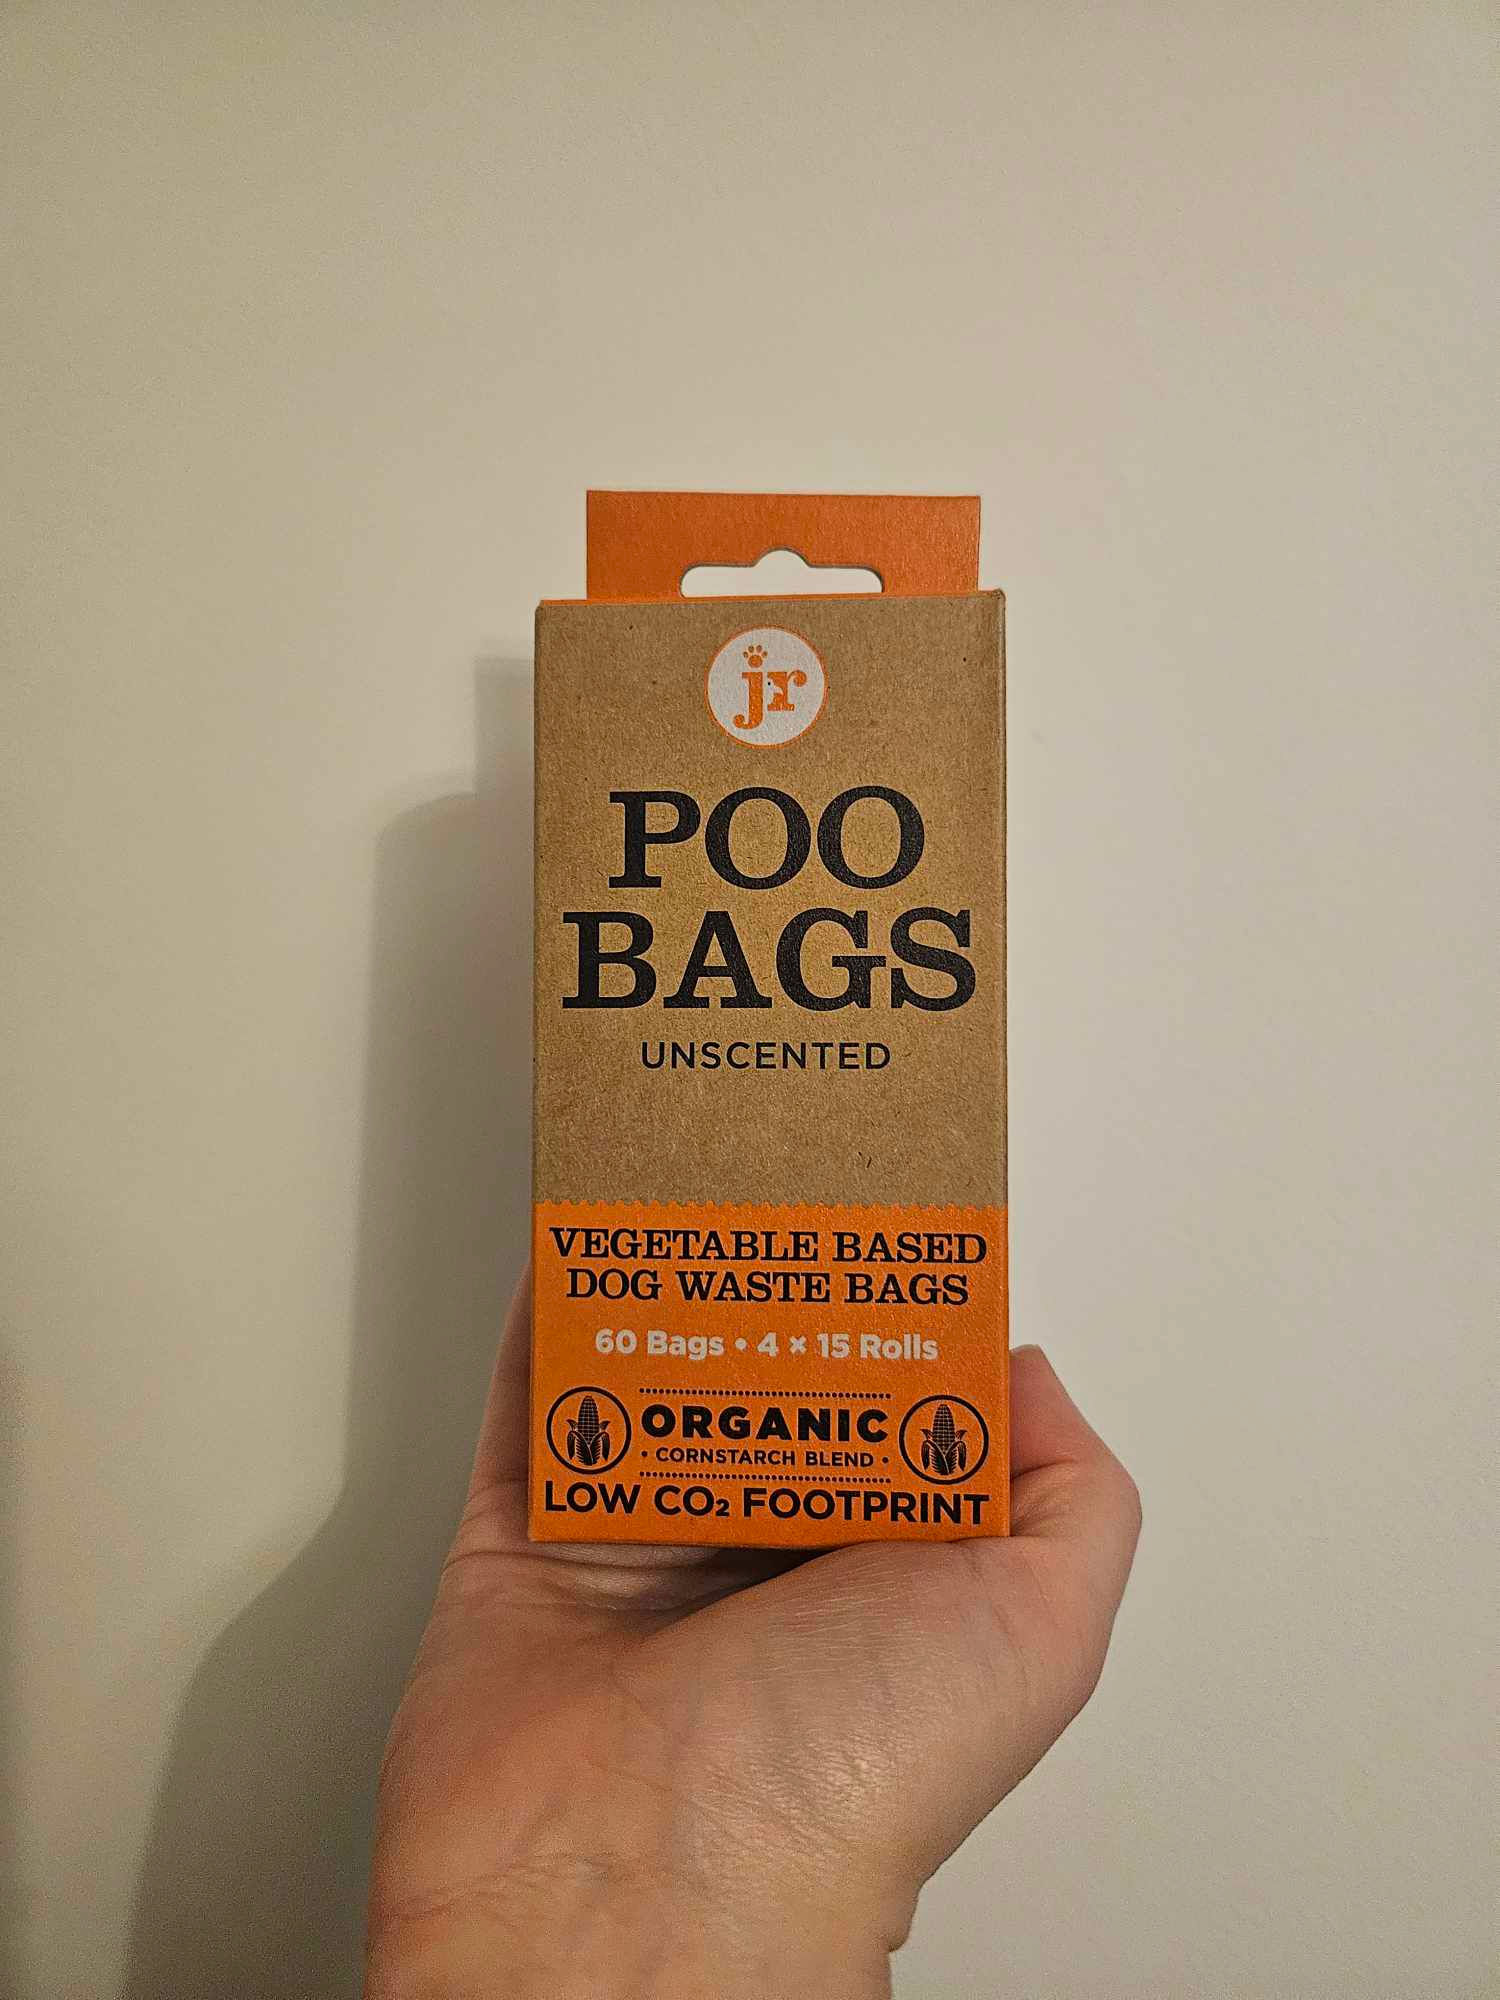 jr
POO
BAGS
UNSCENTED
VEGETABLE BASED
DOG WASTE BAGS
60 Bags • 4 × 15 Rolls
ORGANIC
• CORNSTARCH BLEND •
LOW CO₂ FOOTPRINT